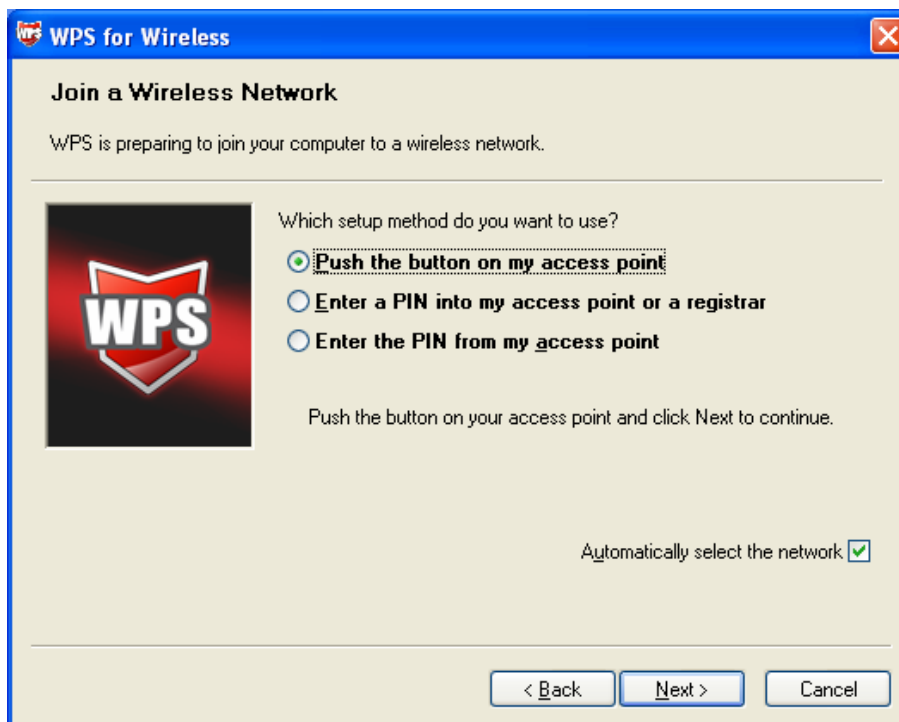 WPS for Wireless
Join a Wireless Network
WPS is preparing to join your computer to a wireless network.
WPS
Which setup method do you want to use?
Push the button on my access point
Enter a PIN into my access point or a registrar
Enter the PIN from my access point
Push the button on your access point and click Next to continue.
Automatically select the network
< Back
Next >
Cancel